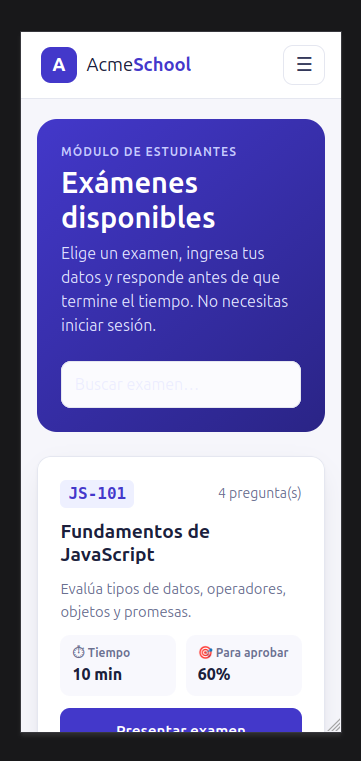 A AcmeSchool ☰
MÓDULO DE ESTUDIANTES
Exámenes
disponibles
Elige un examen, ingresa tus
datos y responde antes de que
termine el tiempo. No necesitas
iniciar sesión.
Buscar examen...
JS-101 4 pregunta(s)
Fundamentos de
JavaScript
Evalúa tipos de datos, operadores,
objetos y promesas.
⏱ Tiempo 🎯 Para aprobar
10 min 60%
Presentar examen